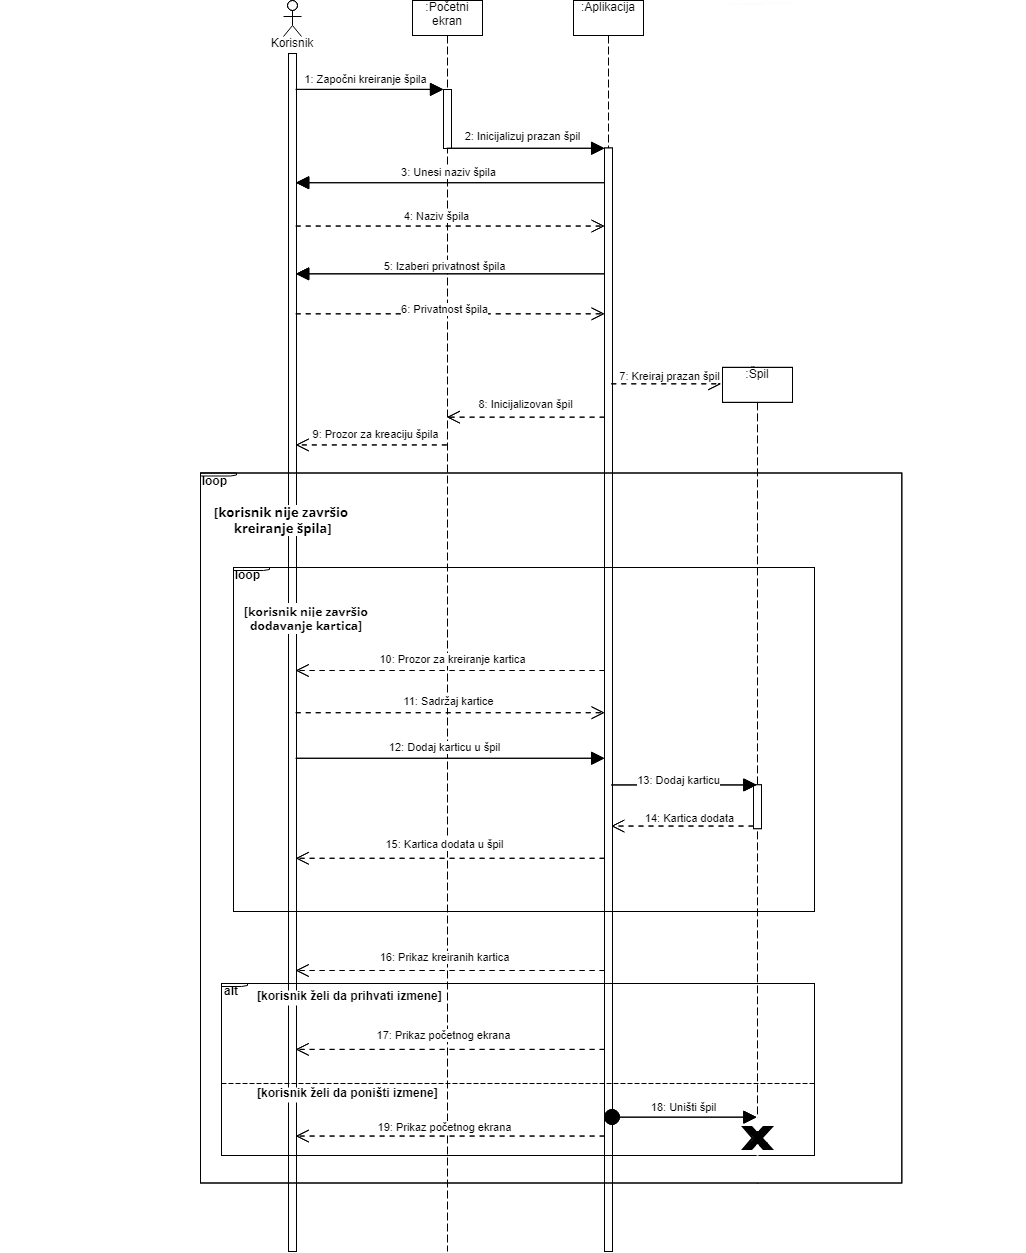 :Početni
ekran
:Aplikacija
Korisnik
1: Započni kreiranje špila
2: Inicijalizuj prazan špil
3: Unesi naziv špila
4: Naziv špila
5: Izaberi privatnost špila
6: Privatnost špila
:Špil
7: Kreiraj prazan špil
8: Inicijalizovan špil
9: Prozor za kreaciju špila
loop
[korisnik nije završio
kreiranje špila]
loop
[korisnik nije završio
dodavanje kartica]
10: Prozor za kreiranje kartica
11: Sadržaj kartice
12: Dodaj karticu u špil
13: Dodaj karticu
14: Kartica dodata
15: Kartica dodata u špil
16: Prikaz kreiranih kartica
alt
[korisnik želi da prihvati izmene]
17: Prikaz početnog ekrana
[korisnik želi da poništi izmene]
18: Uništi špil
19: Prikaz početnog ekrana